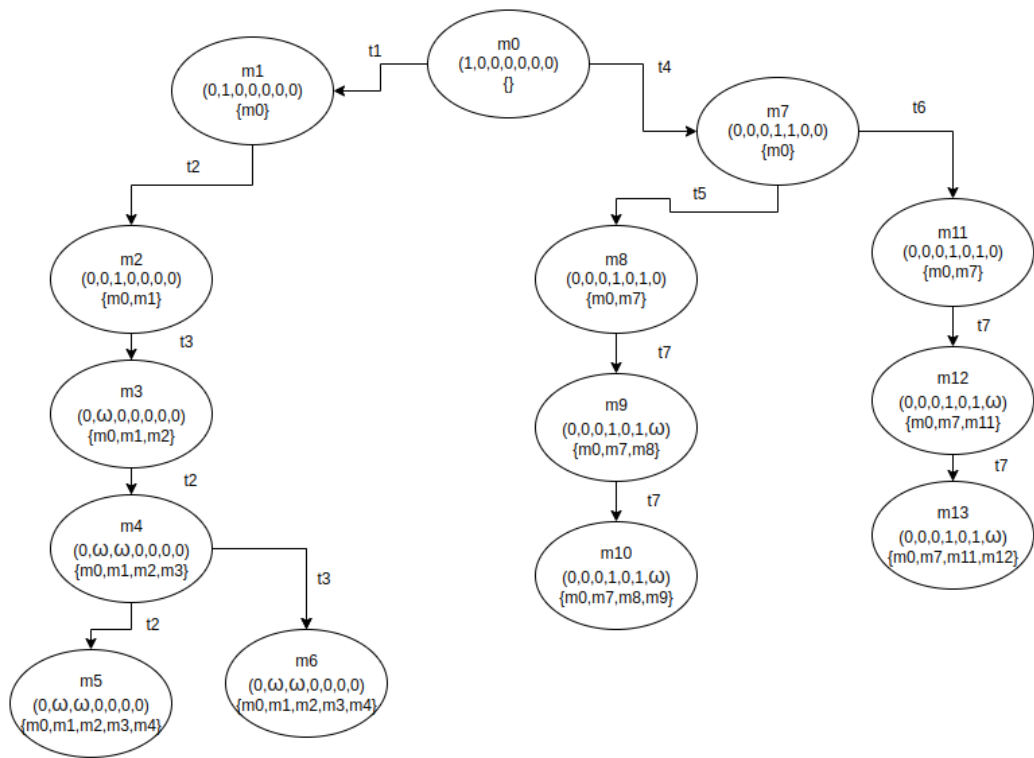 m0
(1,0,0,0,0,0,0)
{}
t1
t4
m1
(0,1,0,0,0,0,0)
{m0}
m7
(0,0,0,1,1,0,0)
{m0}
t6
t2
t5
m2
(0,0,1,0,0,0,0)
{m0,m1}
m8
(0,0,0,1,0,1,0)
{m0,m7}
m11
(0,0,0,1,0,1,0)
{m0,m7}
t3
t7
t7
m3
(0,ω,0,0,0,0,0)
{m0,m1,m2}
m9
(0,0,0,1,0,1,ω)
{m0,m7,m8}
m12
(0,0,0,1,0,1,ω)
{m0,m7,m11}
t2
t7
t7
m4
(0,ω,ω,0,0,0,0)
{m0,m1,m2,m3}
m10
(0,0,0,1,0,1,ω)
{m0,m7,m8,m9}
m13
(0,0,0,1,0,1,ω)
{m0,m7,m11,m12}
t2
t3
m5
(0,ω,ω,0,0,0,0)
{m0,m1,m2,m3,m4}
m6
(0,ω,ω,0,0,0,0)
{m0,m1,m2,m3,m4}